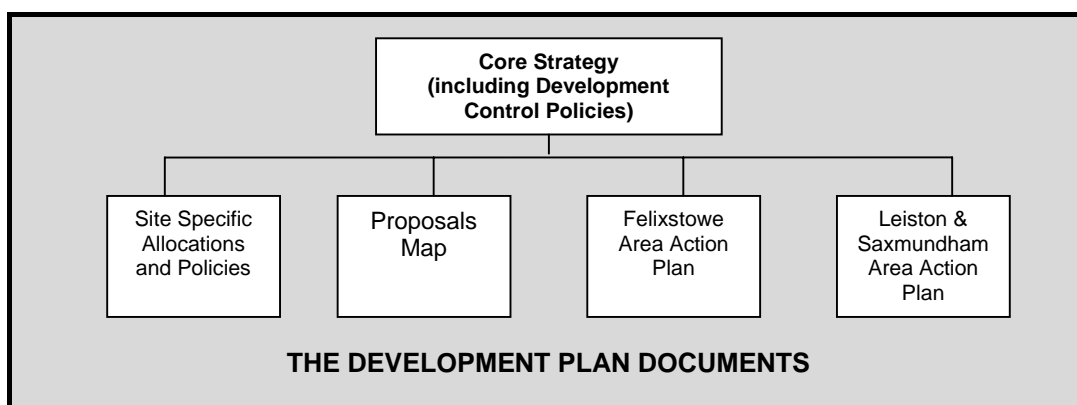 Core Strategy
(including Development
Control Policies)
Site Specific
Allocations
and Policies
Proposals
Map
Felixstowe
Area Action
Plan
Leiston &
Saxmundham
Area Action
Plan
THE DEVELOPMENT PLAN DOCUMENTS